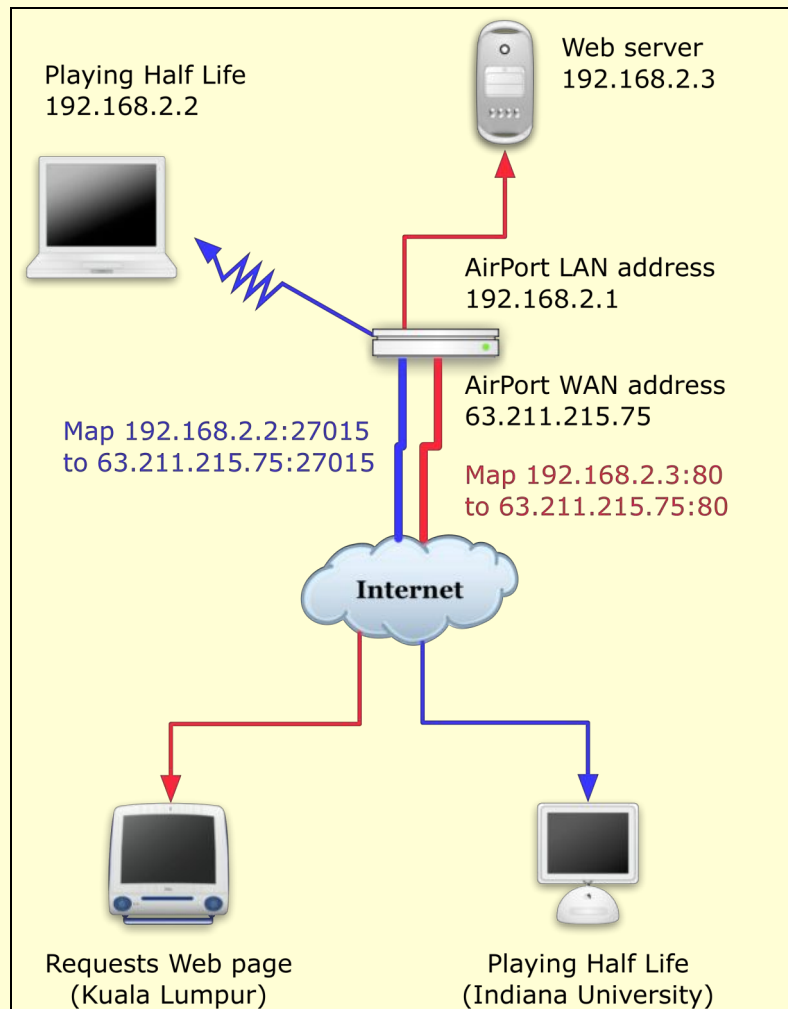 Web server
192.168.2.3
Playing Half Life
192.168.2.2
AirPort LAN address
192.168.2.1
AirPort WAN address
63.211.215.75
Map 192.168.2.2:27015
to 63.211.215.75:27015
Map 192.168.2.3:80
to 63.211.215.75:80
Internet
Requests Web page
(Kuala Lumpur)
Playing Half Life
(Indiana University)